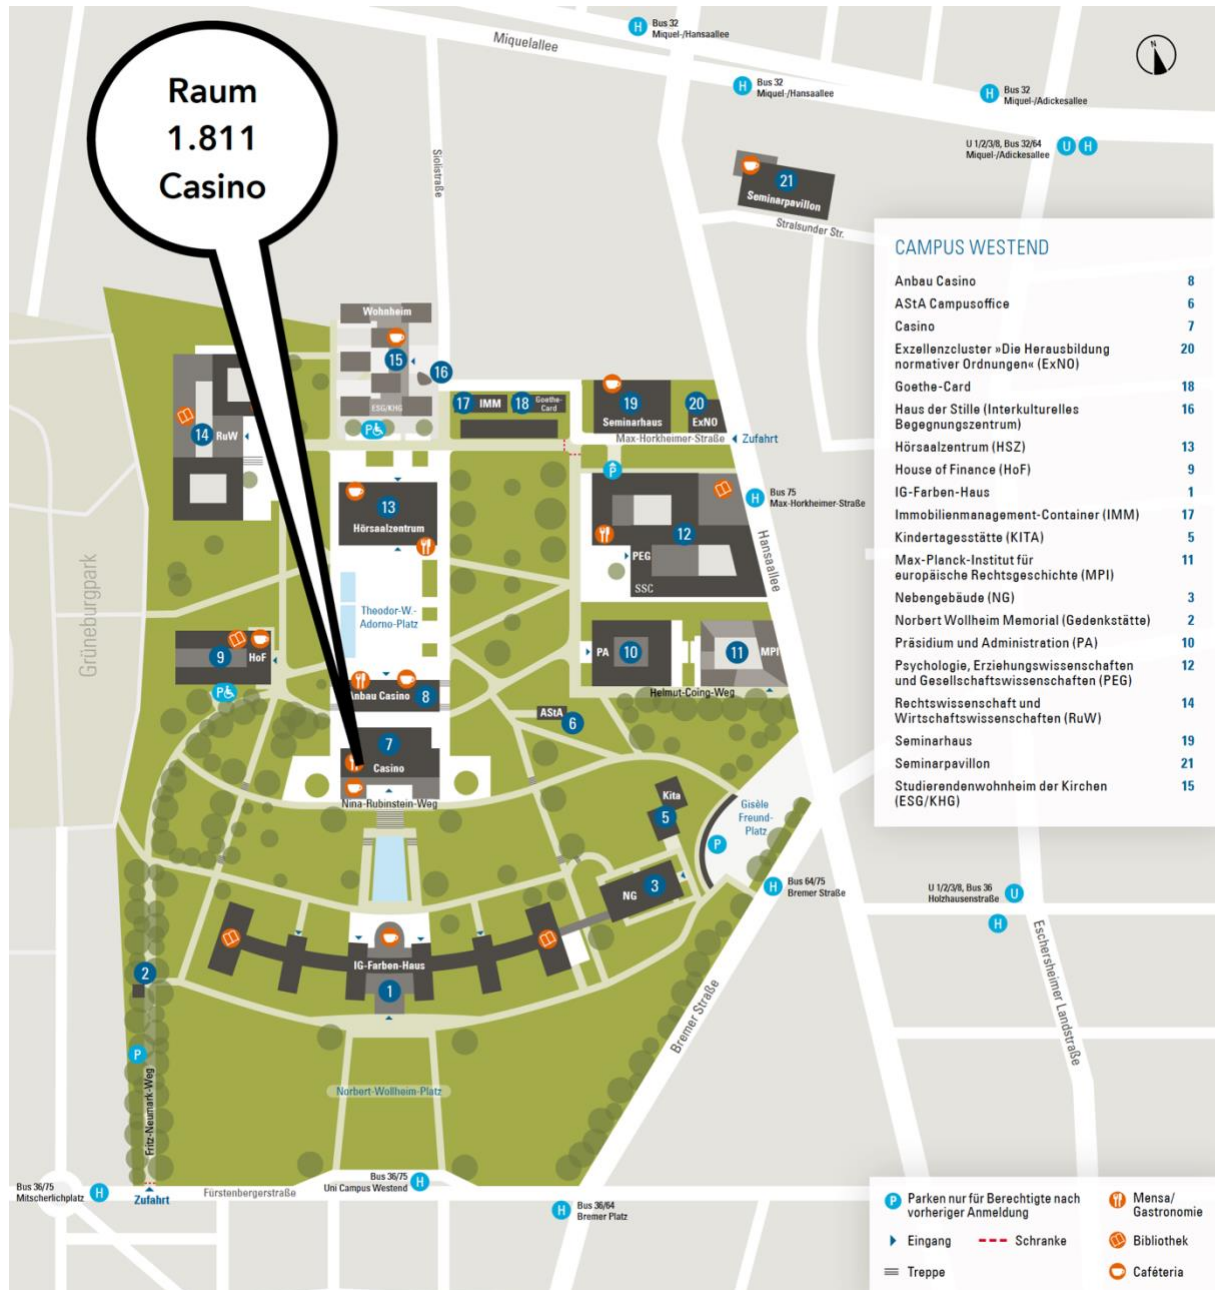 Raum
1.811
Casino
Miquelallee
H Bus 32
Miquel-/Hansaallee
H Bus 32
Miquel-/Hansaallee
H Bus 32
Miquel-/Adickesallee
U 1/2/3/8, Bus 32/64
Miquel-/Adickesallee
U H
N
Siolistraße
21
Seminarpavillon
Stralsunder Str.
CAMPUS WESTEND
Anbau Casino 8
AStA Campusoffice 6
Casino 7
Exzellenzcluster »Die Herausbildung 20
normativer Ordnungen« (ExNO)
Goethe-Card 18
Haus der Stille (Interkulturelles 16
Begegnungszentrum)
Hörsaalzentrum (HSZ) 13
House of Finance (HoF) 9
IG-Farben-Haus 1
Immobilienmanagement-Container (IMM) 17
Kindertagesstätte (KITA) 5
Max-Planck-Institut für 11
europäische Rechtsgeschichte (MPI)
Nebengebäude (NG) 3
Norbert Wollheim Memorial (Gedenkstätte) 2
Präsidium und Administration (PA) 10
Psychologie, Erziehungswissenschaften 12
und Gesellschaftswissenschaften (PEG)
Rechtswissenschaft und 14
Wirtschaftswissenschaften (RuW)
Seminarhaus 19
Seminarpavillon 21
Studierendenwohnheim der Kirchen 15
(ESG/KHG)
Wohnheim
15
16
ESG/KHG
P
17 IMM
18 Goethe-
Card
19
Seminarhaus
20
ExNO
Max-Horkheimer-Straße
Zufahrt
14 RuW
P
H Bus 75
Max-Horkheimer-Straße
13
Hörsaalzentrum
12
PEG
SSC
Hansaallee
Grüneburgpark
Theodor-W.-
Adorno-Platz
9 HoF
P
PA 10
11 MPI
Helmut-Coing-Weg
Anbau Casino 8
AStA
6
7
Casino
Nina-Rubinstein-Weg
Kita
5
Gisèle
Freund-
Platz
P
NG 3
H Bus 64/75
Bremer Straße
U 1/2/3/8, Bus 36
Holzhausenstraße
U
H
Eschersheimer Landstraße
IG-Farben-Haus
1
2
P
Fritz-Neumark-Weg
Bremer Straße
Norbert-Wollheim-Platz
Bus 36/75
Mitscherlichplatz
H
Zufahrt
Fürstenbergerstraße
Bus 36/75
Uni Campus Westend
H
H Bus 36/64
Bremer Platz
P Parken nur für Berechtigte nach
vorheriger Anmeldung
Eingang
Schranke
Treppe
Mensa/
Gastronomie
Bibliothek
Caféteria